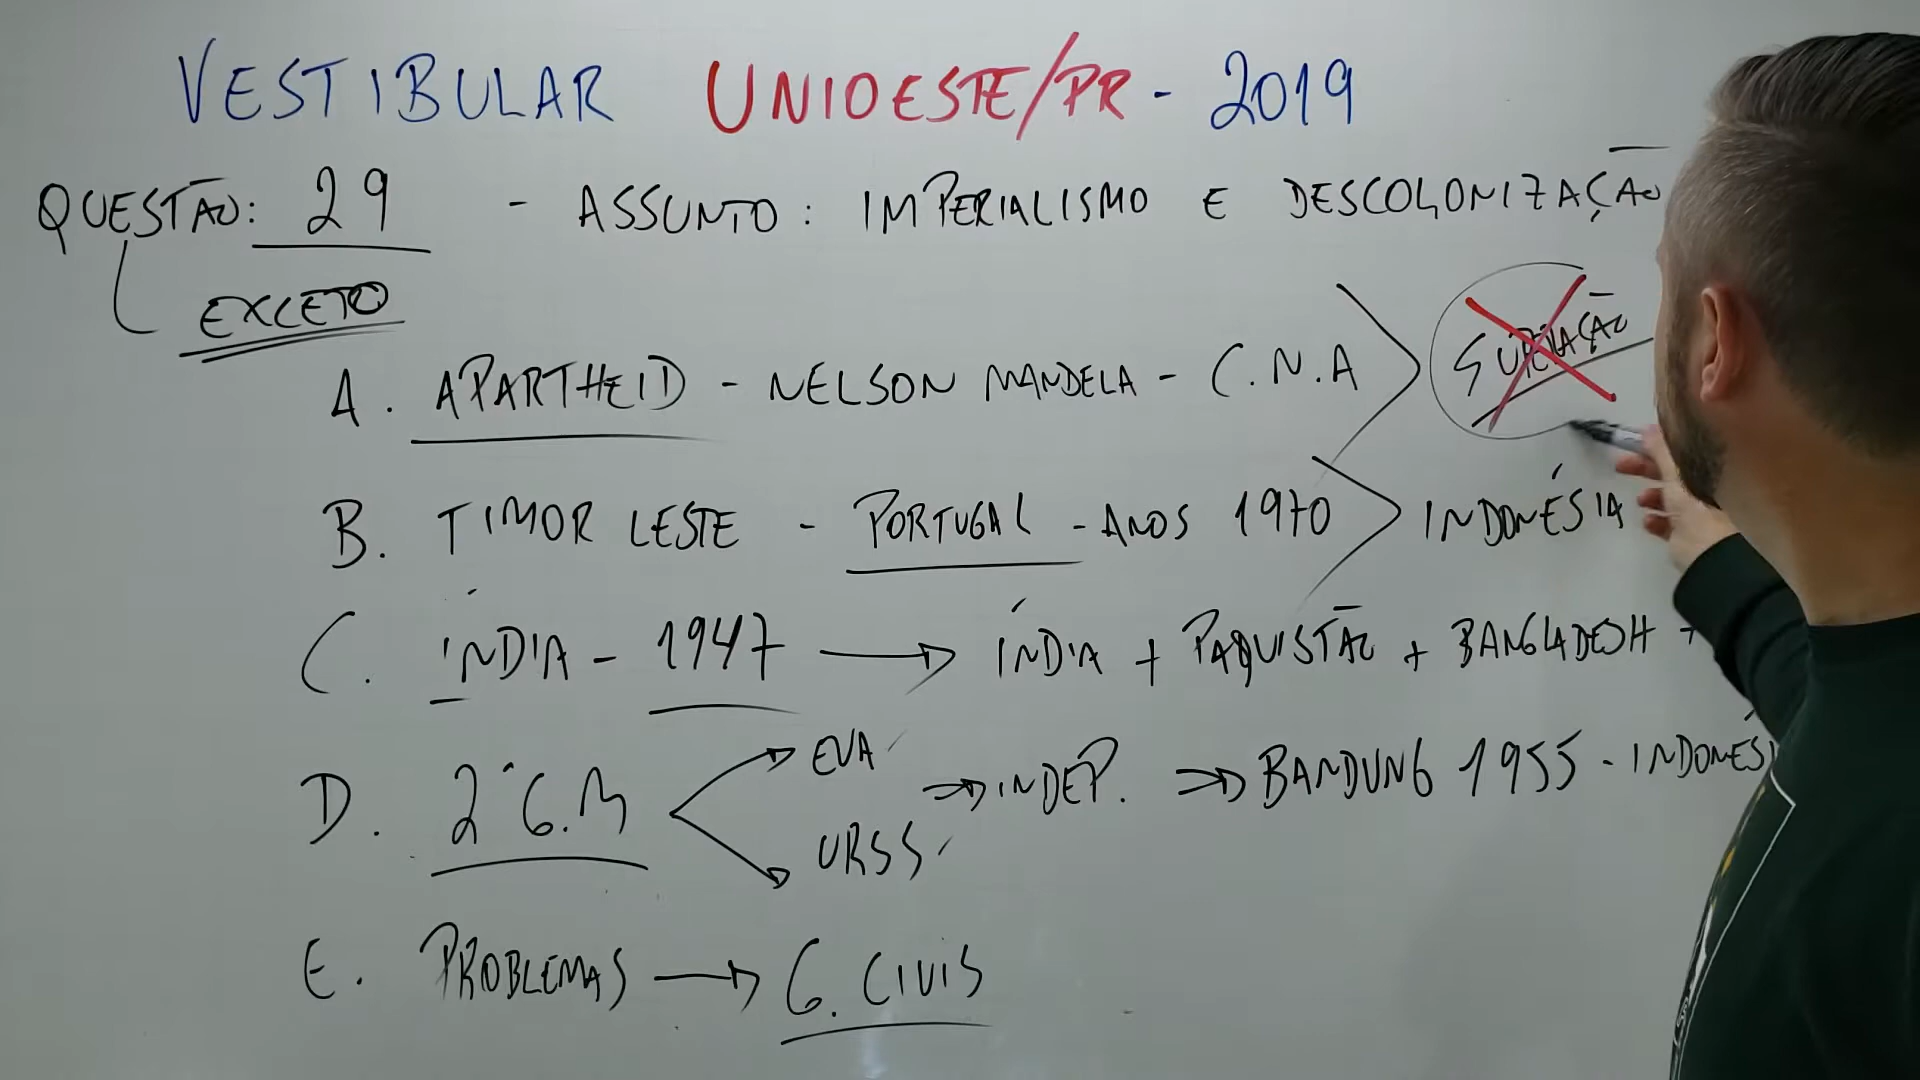 VESTIBULAR UNIOESTE/PR - 2019
QUESTÃO: 29 - ASSUNTO: IMPERIALISMO E DESCOLONIZAÇÃO
EXCETO
A. APARTHEID - NELSON MANDELA - C.N.A SUPERAÇÃO
B. TIMOR LESTE - PORTUGAL - ANOS 1970 INDONÉSIA
C. ÍNDIA - 1947 → ÍNDIA + PAQUISTÃO + BANGLADESH +
D. 2ª G.M EUA URSS ⇒ INDEP. ⇒ BANDUNG 1955 - INDONÉSI
E. PROBLEMAS → G. CIVIS